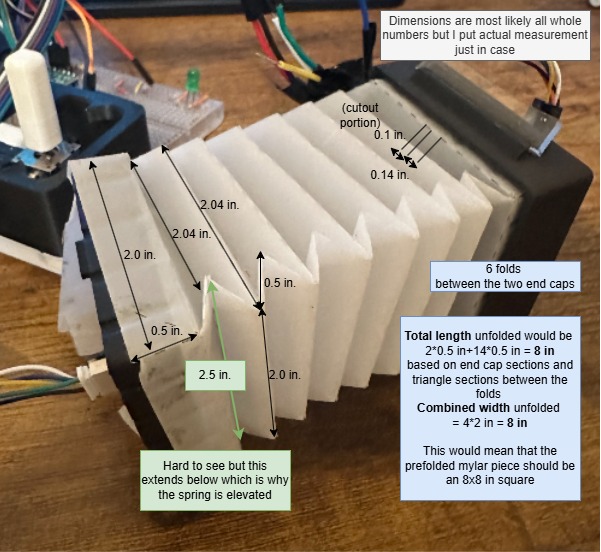 Dimensions are most likely all whole
numbers but I put actual measurement
just in case
(cutout
portion)
0.1 in.
0.14 in.
2.04 in.
2.04 in.
2.0 in.
0.5 in.
0.5 in.
6 folds
between the two end caps
2.5 in.
2.0 in.
Total length unfolded would be
2*0.5 in+14*0.5 in = 8 in
based on end cap sections and
triangle sections between the
folds
Combined width unfolded
= 4*2 in = 8 in
This would mean that the
prefolded mylar piece should be
an 8x8 in square
Hard to see but this
extends below which is why
the spring is elevated